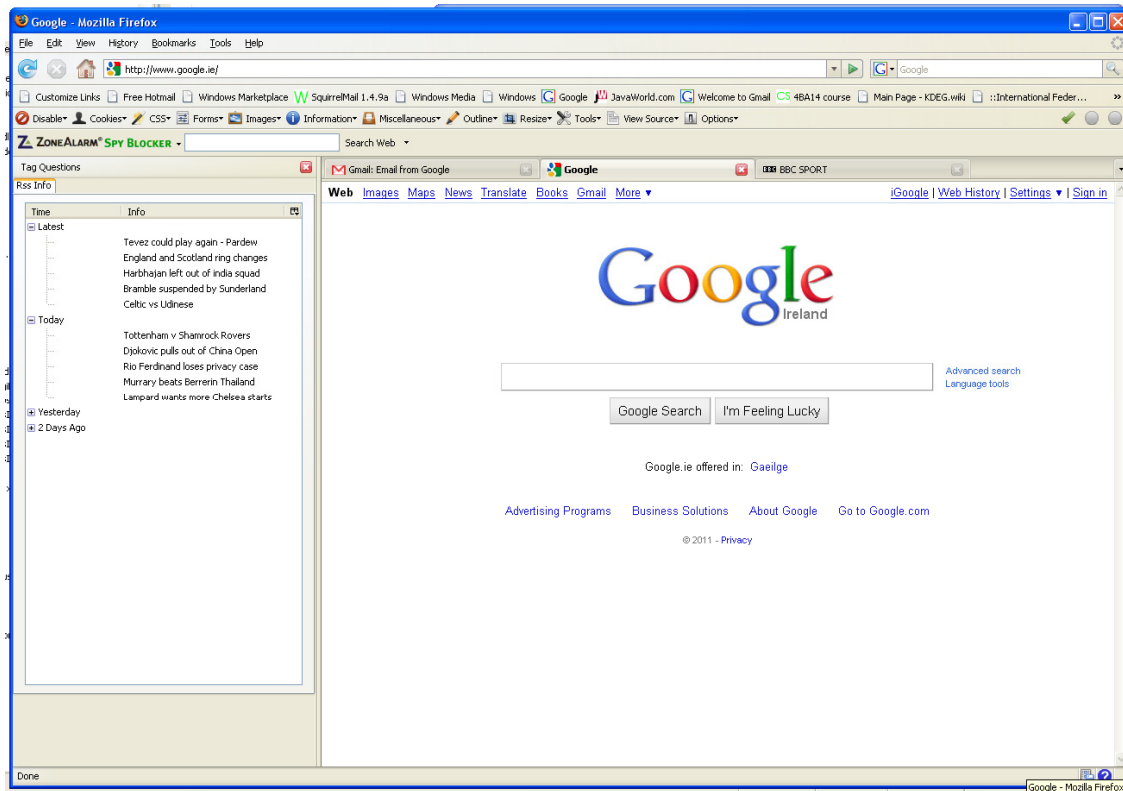 Google - Mozilla Firefox
File Edit View History Bookmarks Tools Help
http://www.google.ie/ Google
Customize Links Free Hotmail Windows Marketplace SquirrelMail 1.4.9a Windows Media Windows Google JavaWorld.com Welcome to Gmail 4BA14 course Main Page - KDEG.wiki ::International Feder... »
Disable Cookies CSS Forms Images Information Miscellaneous Outline Resize Tools View Source Options
ZONEALARM® SPY BLOCKER Search Web
Tag Questions
Rss Info
Gmail: Email from Google Google BBC SPORT
Web Images Maps News Translate Books Gmail More ▼ iGoogle | Web History | Settings ▼ | Sign in
Time Info
Latest
Tevez could play again - Pardew
England and Scotland ring changes
Harbhajan left out of india squad
Bramble suspended by Sunderland
Celtic vs Udinese
Today
Tottenham v Shamrock Rovers
Djokovic pulls out of China Open
Rio Ferdinand loses privacy case
Murrary beats Berrerin Thailand
Lampard wants more Chelsea starts
Yesterday
2 Days Ago
Google
Ireland
Advanced search
Language tools
Google Search I'm Feeling Lucky
Google.ie offered in: Gaeilge
Advertising Programs Business Solutions About Google Go to Google.com
© 2011 - Privacy
Done
Google - Mozilla Firefox